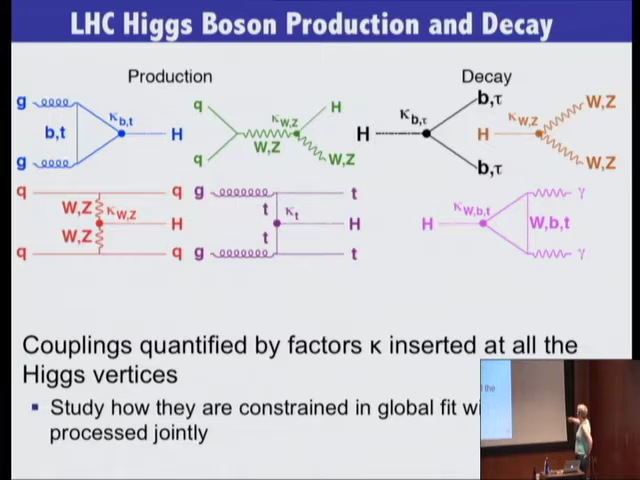 LHC Higgs Boson Production and Decay
Production
Decay
g
b,t
g
κb,t
H
q
q
W,Z
κW,Z
H
W,Z
H
κb,τ
b,τ
b,τ
H
κW,Z
W,Z
W,Z
q
W,Z
W,Z
q
κW,Z
q
H
q
g
g
t
t
κt
t
H
t
H
κW,b,t
W,b,t
γ
γ
Couplings quantified by factors κ inserted at all the
Higgs vertices
Study how they are constrained in global fit
processed jointly
the